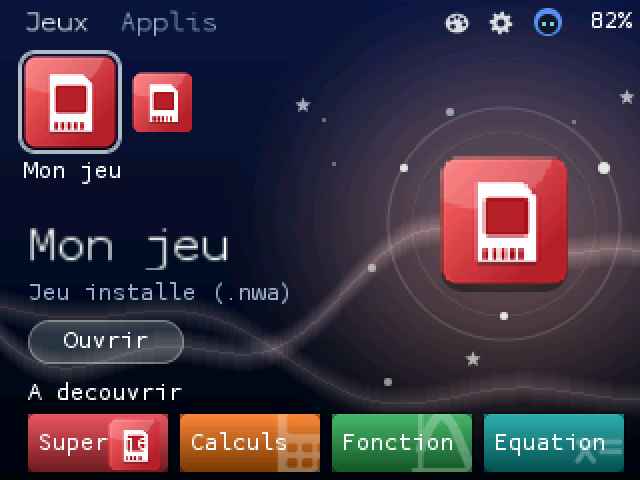 Jeux Applis 82%
Mon jeu
Mon jeu
Jeu installe (.nwa)
Ouvrir
A decouvrir
Super Calculs Fonction Equation
x=